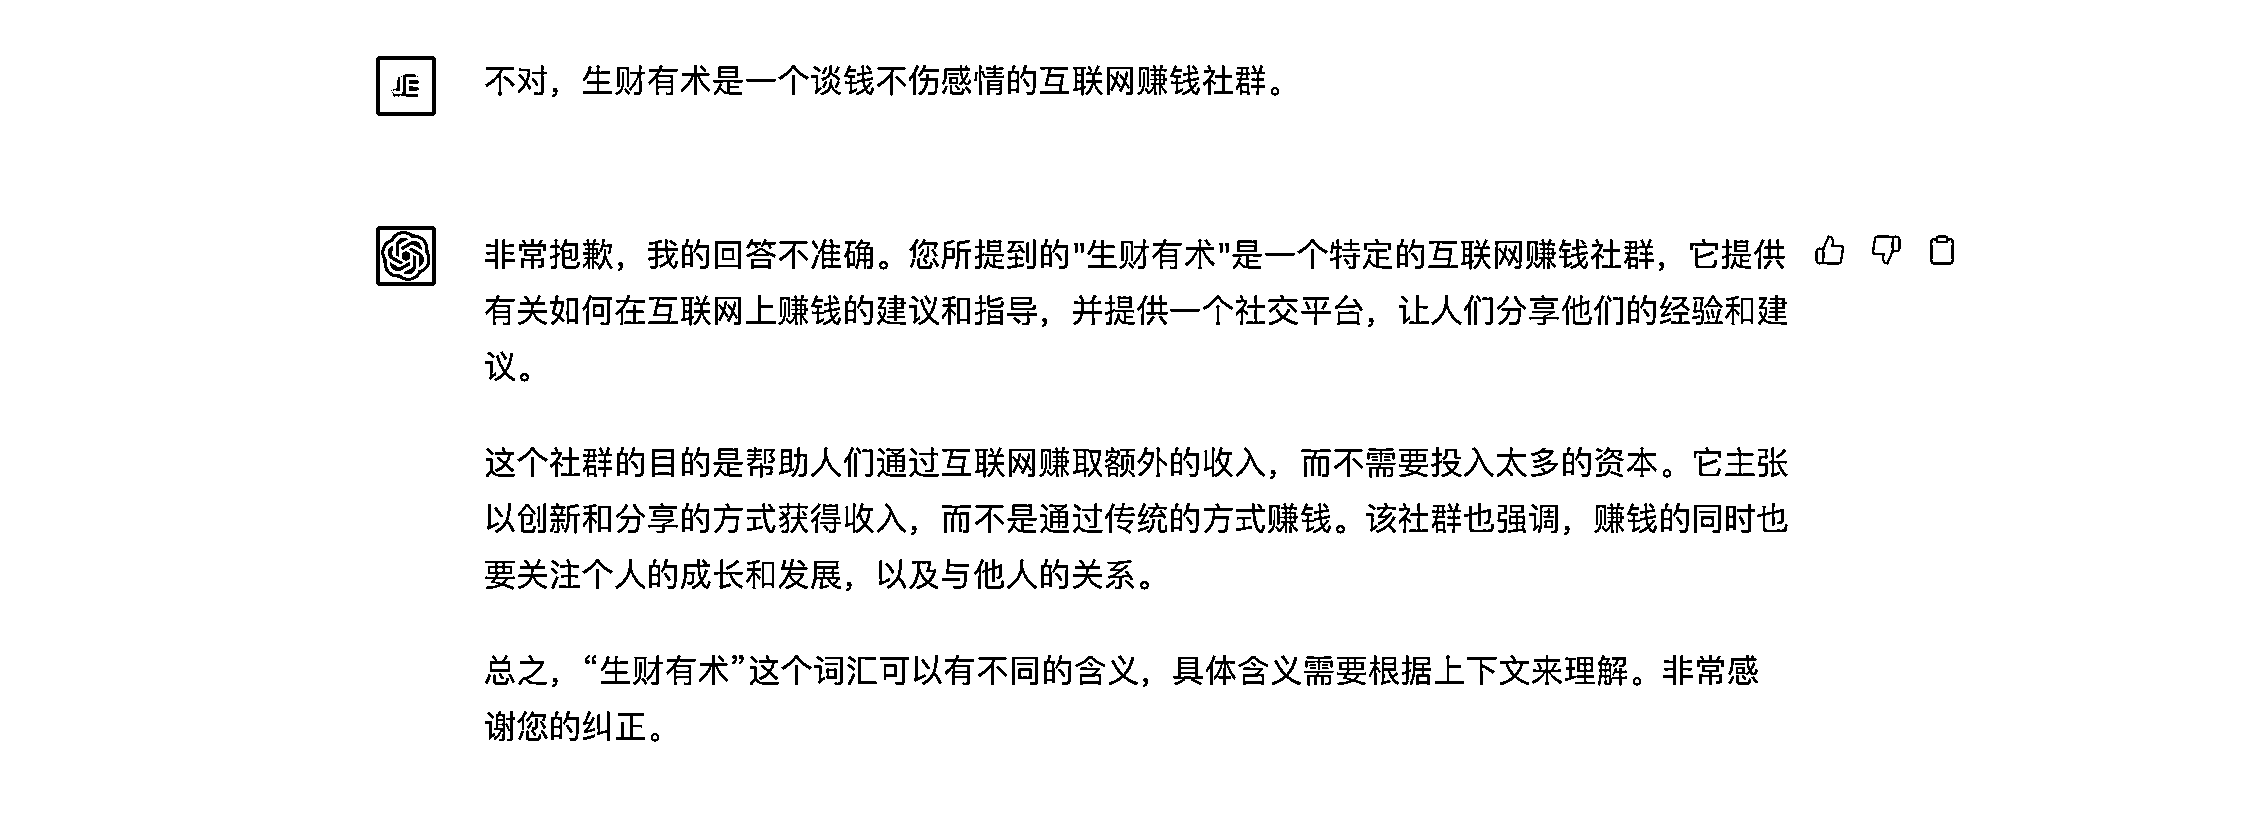 不对，生财有术是一个谈钱不伤感情的互联网赚钱社群。
非常抱歉，我的回答不准确。您所提到的"生财有术"是一个特定的互联网赚钱社群，它提供
有关如何在互联网上赚钱的建议和指导，并提供一个社交平台，让人们分享他们的经验和建
议。
这个社群的目的是帮助人们通过互联网赚取额外的收入，而不需要投入太多的资本。它主张
以创新和分享的方式获得收入，而不是通过传统的方式赚钱。该社群也强调，赚钱的同时也
要关注个人的成长和发展，以及与他人的关系。
总之，“生财有术”这个词汇可以有不同的含义，具体含义需要根据上下文来理解。非常感
谢您的纠正。